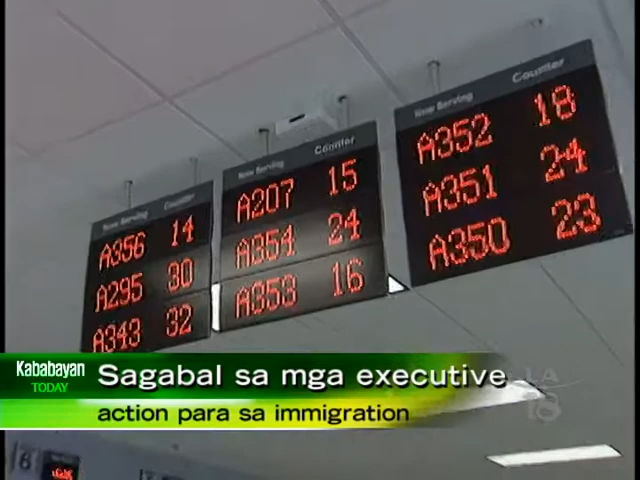 Now Serving Counter
A352 18
A351 24
A350 23
Now Serving Counter
A207 15
A354 24
A353 16
Now Serving Counter
A356 14
A295 30
A343 32
Kababayan
TODAY
Sagabal sa mga executive
action para sa immigration
LA
18
6